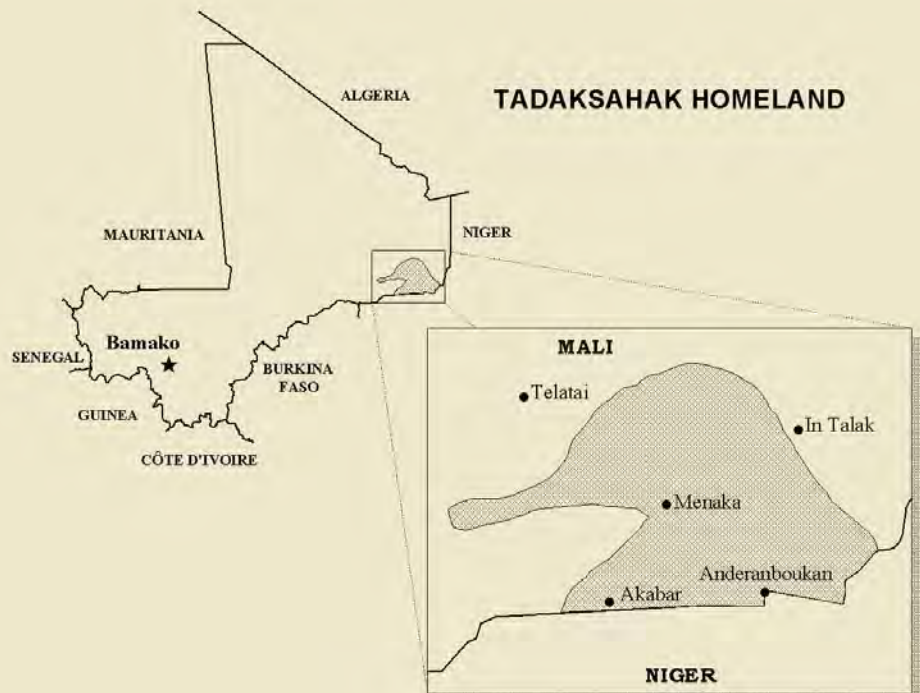 TADAKSAHAK HOMELAND
ALGERIA
MAURITANIA
NIGER
Bamako
SENEGAL
BURKINA
FASO
GUINEA
CÔTE D'IVOIRE
MALI
Telatai
In Talak
Menaka
Anderanboukan
Akabar
NIGER